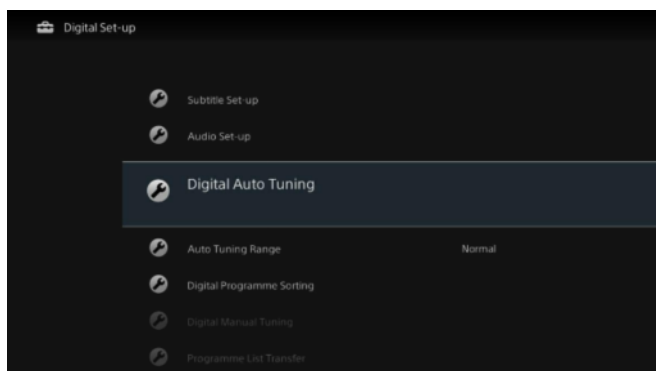 Digital Set-up
Subtitle Set-up
Audio Set-up
Digital Auto Tuning
Auto Tuning Range Normal
Digital Programme Sorting
Digital Manual Tuning
Programme List Transfer